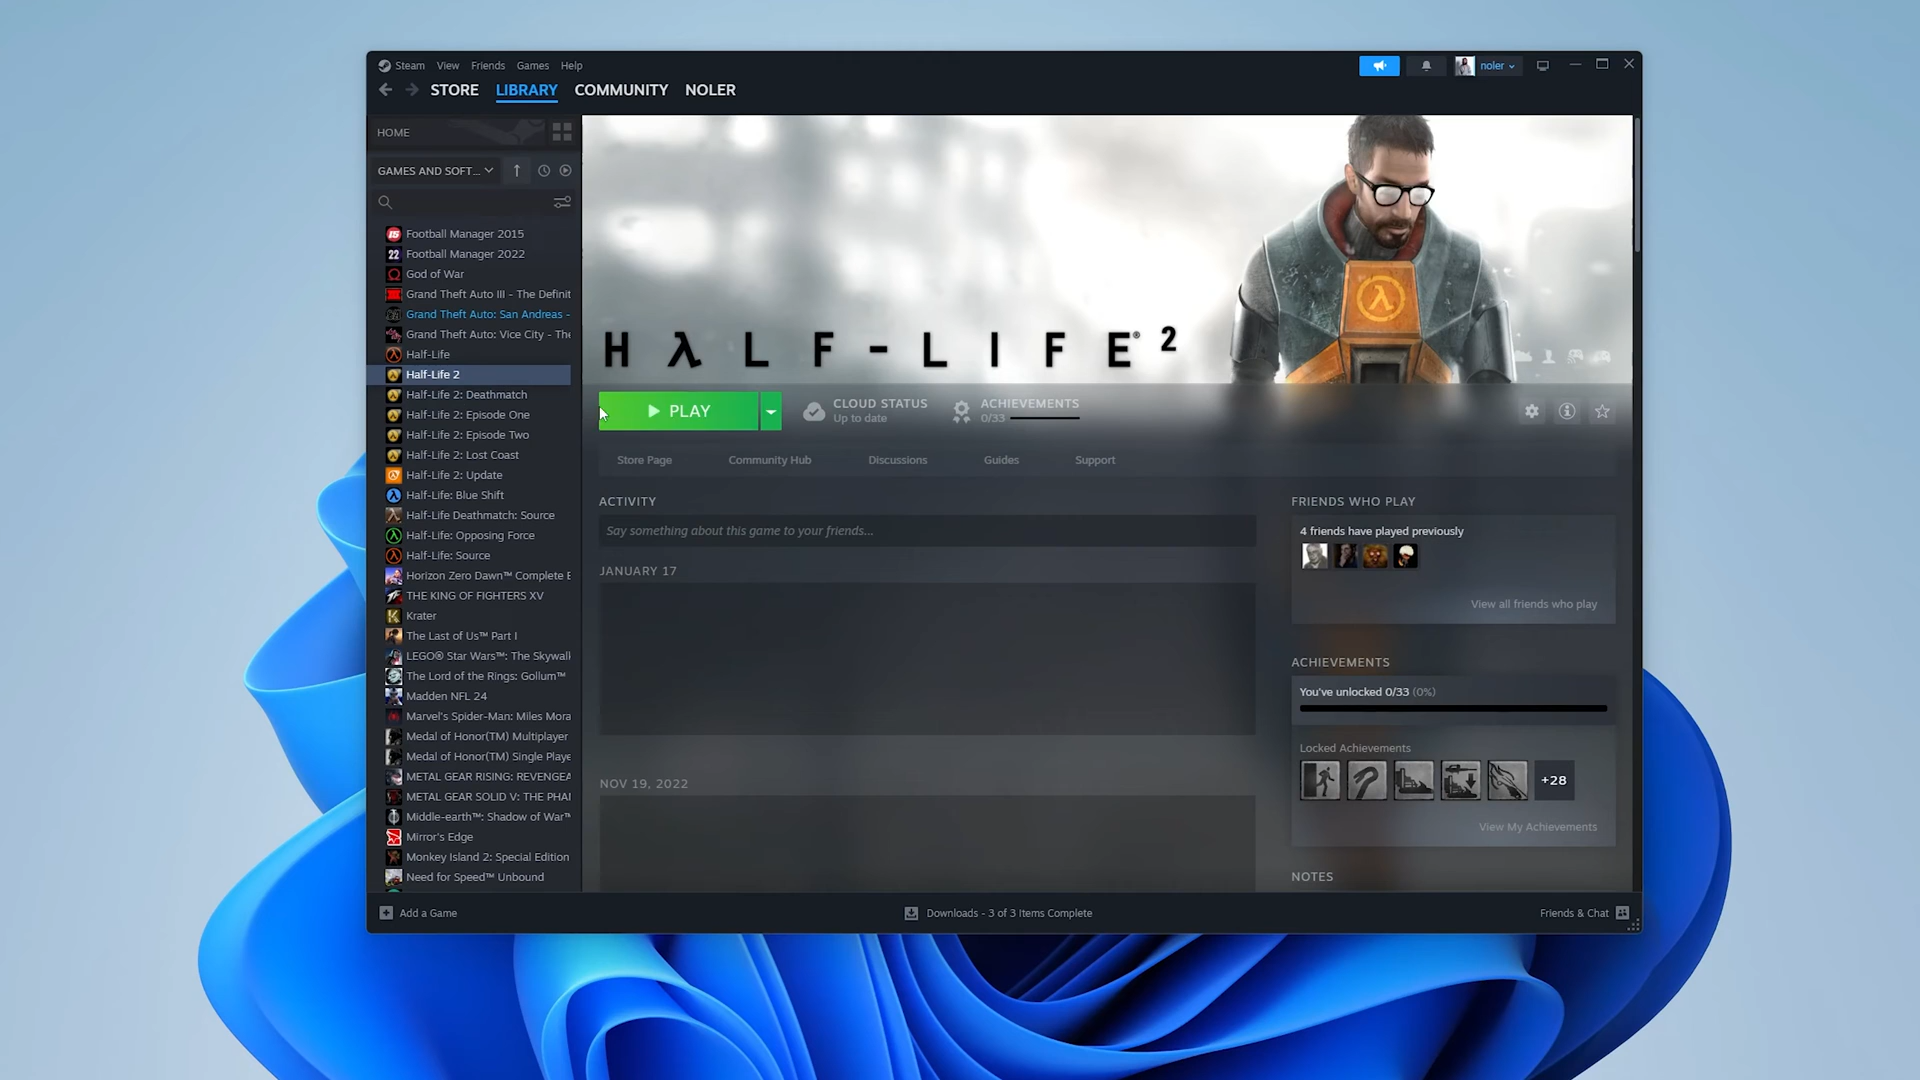 Steam View Friends Games Help
noler
STORE LIBRARY COMMUNITY NOLER
HOME
GAMES AND SOFT...
Football Manager 2015
Football Manager 2022
God of War
Grand Theft Auto III - The Definit
Grand Theft Auto: San Andreas -
Grand Theft Auto: Vice City - The
Half-Life
Half-Life 2
Half-Life 2: Deathmatch
Half-Life 2: Episode One
Half-Life 2: Episode Two
Half-Life 2: Lost Coast
Half-Life 2: Update
Half-Life: Blue Shift
Half-Life Deathmatch: Source
Half-Life: Opposing Force
Half-Life: Source
Horizon Zero Dawn™ Complete E
THE KING OF FIGHTERS XV
Krater
The Last of Us™ Part I
LEGO® Star Wars™: The Skywalk
The Lord of the Rings: Gollum™
Madden NFL 24
Marvel's Spider-Man: Miles Mora
Medal of Honor(TM) Multiplayer
Medal of Honor(TM) Single Playe
METAL GEAR RISING: REVENGEA
METAL GEAR SOLID V: THE PHAN
Middle-earth™: Shadow of War™
Mirror's Edge
Monkey Island 2: Special Edition
Need for Speed™ Unbound
HλLF-LIFE® 2
PLAY
CLOUD STATUS
Up to date
ACHIEVEMENTS
0/33
Store Page Community Hub Discussions Guides Support
ACTIVITY
Say something about this game to your friends...
JANUARY 17
NOV 19, 2022
FRIENDS WHO PLAY
4 friends have played previously
View all friends who play
ACHIEVEMENTS
You've unlocked 0/33 (0%)
Locked Achievements
+28
View My Achievements
NOTES
Add a Game
Downloads - 3 of 3 Items Complete
Friends & Chat